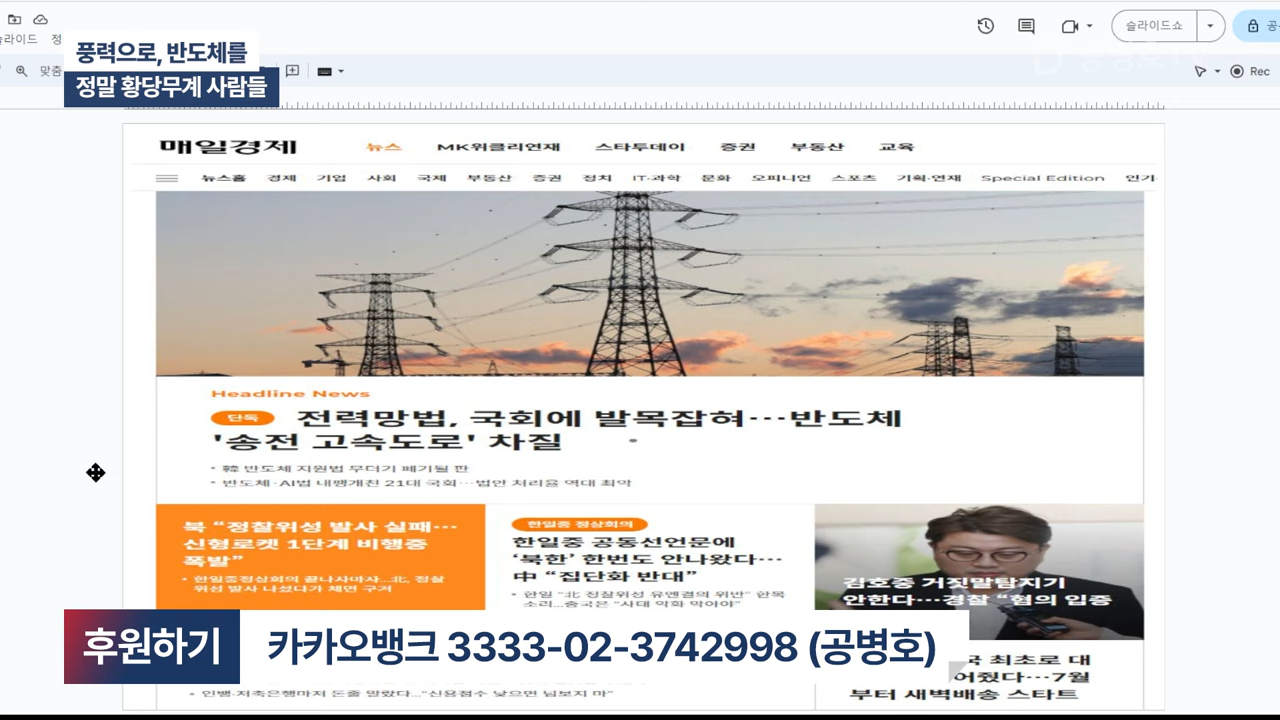 슬라이드쇼
공
풍력으로, 반도체를
정말 황당무계 사람들
맞춤
Rec
매일경제 뉴스 MK위클리연재 스타투데이 증권 부동산 교육
뉴스홈 경제 기업 사회 국제 부동산 증권 정치 IT·과학 문화 오피니언 스포츠 기획·연재 Special Edition 인기
Headline News
단독 전력망법, 국회에 발목잡혀…반도체
'송전 고속도로' 차질
• 韓 반도체 지원법 무더기 폐기될 판
• 반도체·AI법 내팽개친 21대 국회…법안 처리율 역대 최악
북 “정찰위성 발사 실패…
신형로켓 1단계 비행중
폭발”
• 한일중정상회의 끝나자마자…北, 정찰
위성 발사 나섰다가 체면 구겨
한일중 정상회의
한일중 공동선언문에
‘북한’ 한번도 안나왔다…
中 “집단화 반대”
• 한일 “北 정찰위성 유엔결의 위반” 한목
소리…중국은 “사태 악화 막아야”
김호중 거짓말탐지기
안한다…경찰 “혐의 입증
후원하기 카카오뱅크 3333-02-3742998 (공병호)
국 최초로 대
어줬다…7월
부터 새벽배송 스타트
• 인뱅·저축은행마저 돈줄 말랐다…“신용점수 낮으면 넘보지 마”